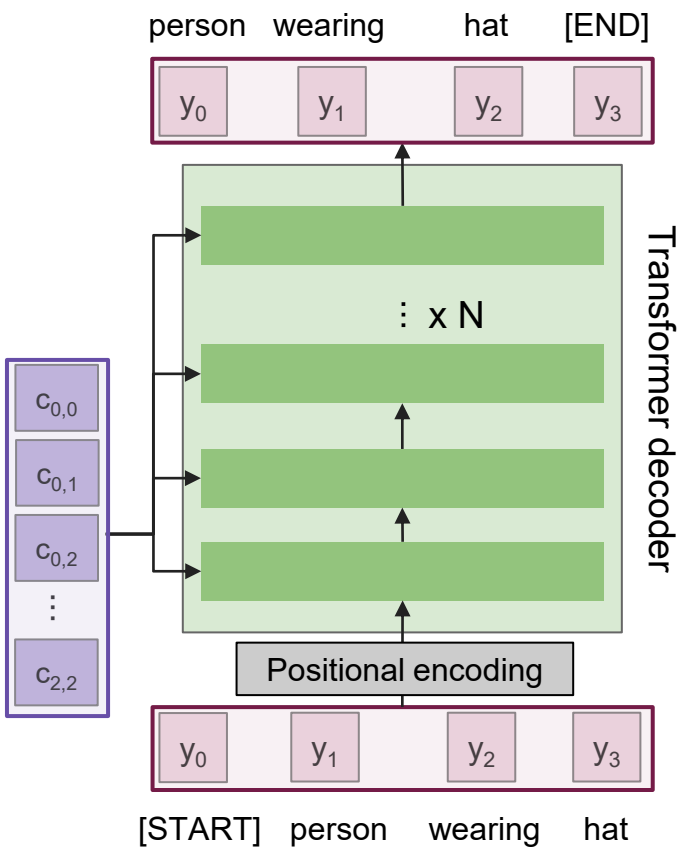 person wearing hat [END]
y0 y1 y2 y3
⋮ x N
Transformer decoder
c0,0
c0,1
c0,2
⋮
c2,2
Positional encoding
y0 y1 y2 y3
[START] person wearing hat